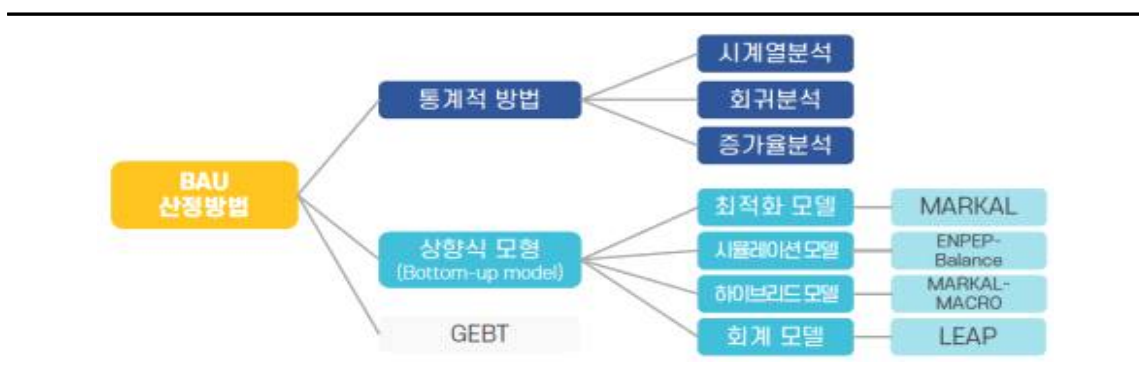 시계열분석
통계적 방법
회귀분석
증가율분석
BAU
산정방법
최적화 모델
MARKAL
상향식 모형
(Bottom-up model)
시뮬레이션 모델
ENPEP-
Balance
하이브리드 모델
MARKAL-
MACRO
GEBT
회계 모델
LEAP